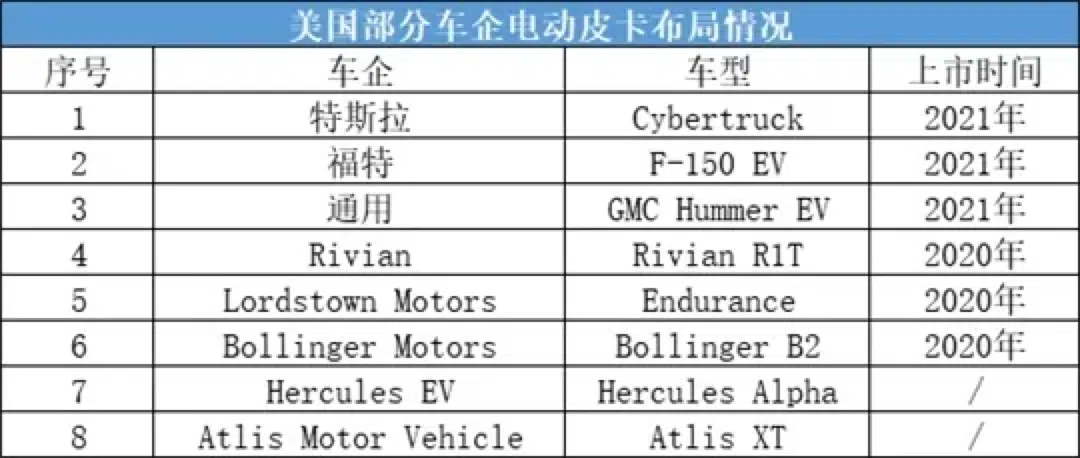 美国部分车企电动皮卡布局情况
序号 车企 车型 上市时间
1 特斯拉 Cybertruck 2021年
2 福特 F-150 EV 2021年
3 通用 GMC Hummer EV 2021年
4 Rivian Rivian R1T 2020年
5 Lordstown Motors Endurance 2020年
6 Bollinger Motors Bollinger B2 2020年
7 Hercules EV Hercules Alpha /
8 Atlis Motor Vehicle Atlis XT /